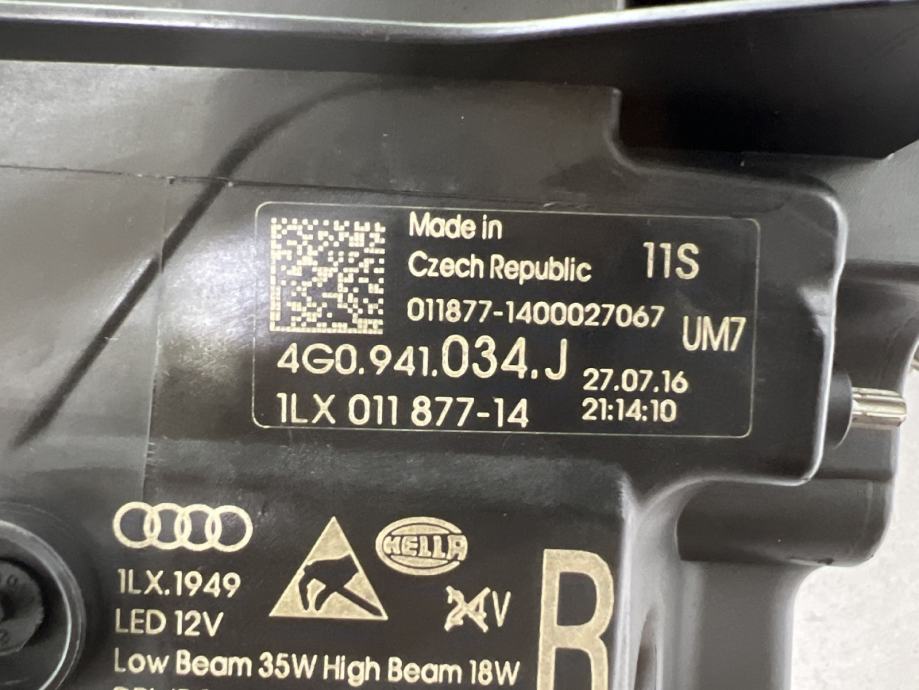 Made in
Czech Republic
11S
011877-1400027067
UM7
4G0.941.034.J
27.07.16
1LX 011 877-14
21:14:10
HELLA
1LX.1949
LED 12V
24V
R
Low Beam 35W High Beam 18W